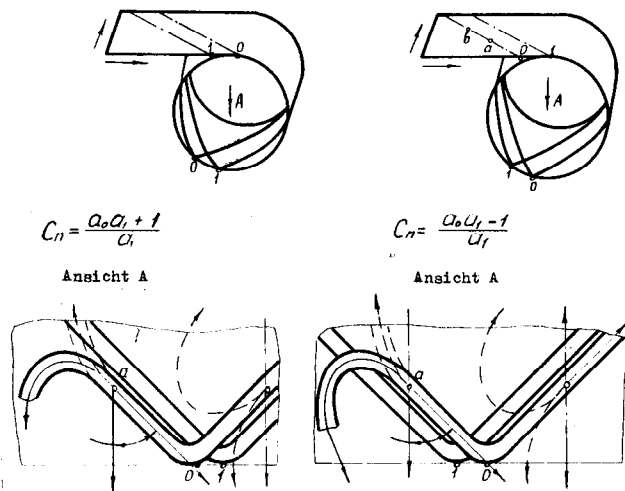 1 0
A
0
1
в a 0 1
A
1
0
Cₙ = (a₀a₁ + 1) / a₁
Cₙ = (a₀a₁ − 1) / a₁
Ansicht A
Ansicht A
a
0 1
a
1 0